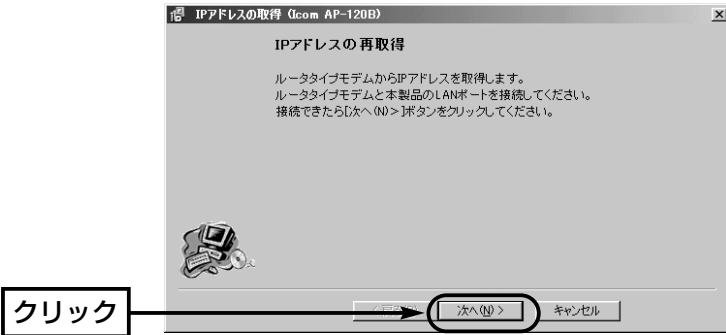 IPアドレスの取得 (Icom AP-120B)
IPアドレスの再取得
ルータタイプモデムからIPアドレスを取得します。
ルータタイプモデムと本製品のLANポートを接続してください。
接続できたら[次へ(N)>]ボタンをクリックしてください。
クリック
次へ(N) >
キャンセル